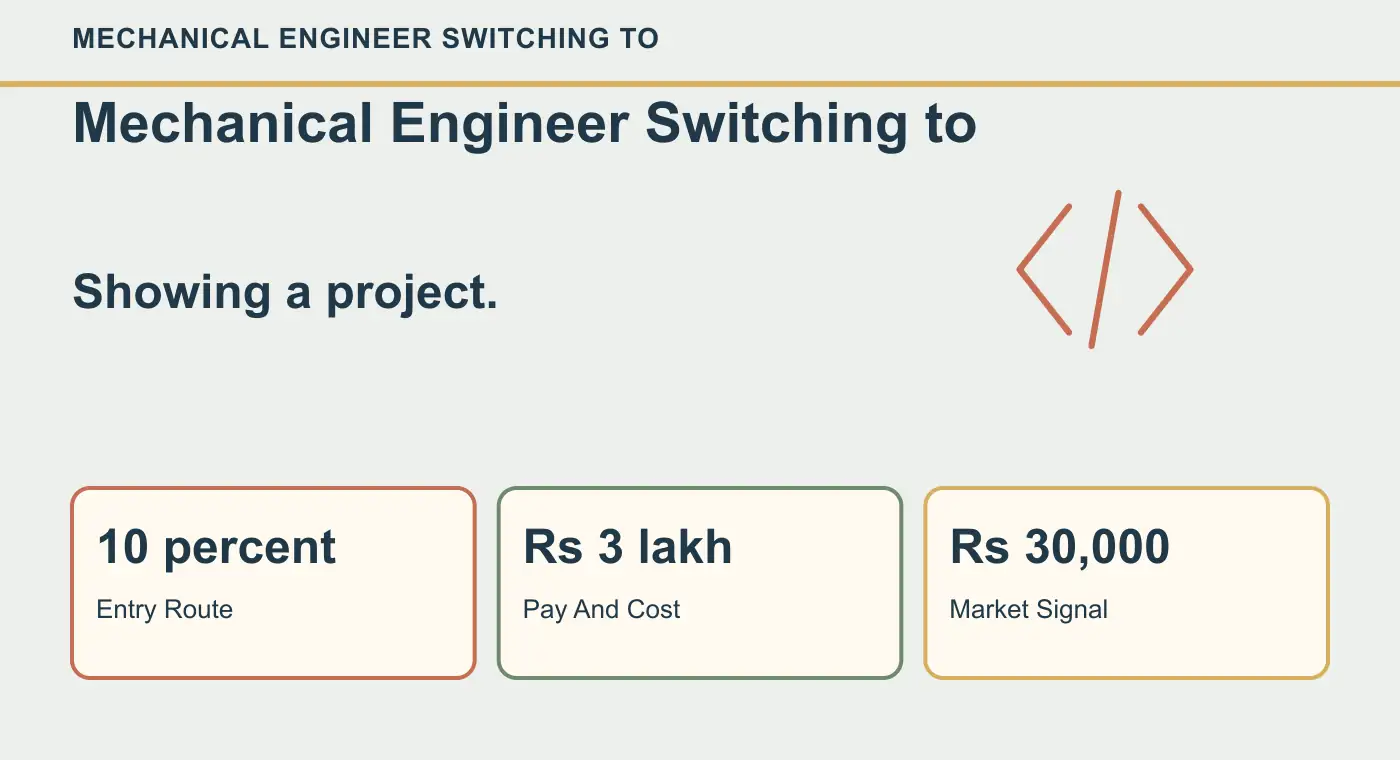 MECHANICAL ENGINEER SWITCHING TO
Mechanical Engineer Switching to
Showing a project.
10 percent
Entry Route
Rs 3 lakh
Pay And Cost
Rs 30,000
Market Signal